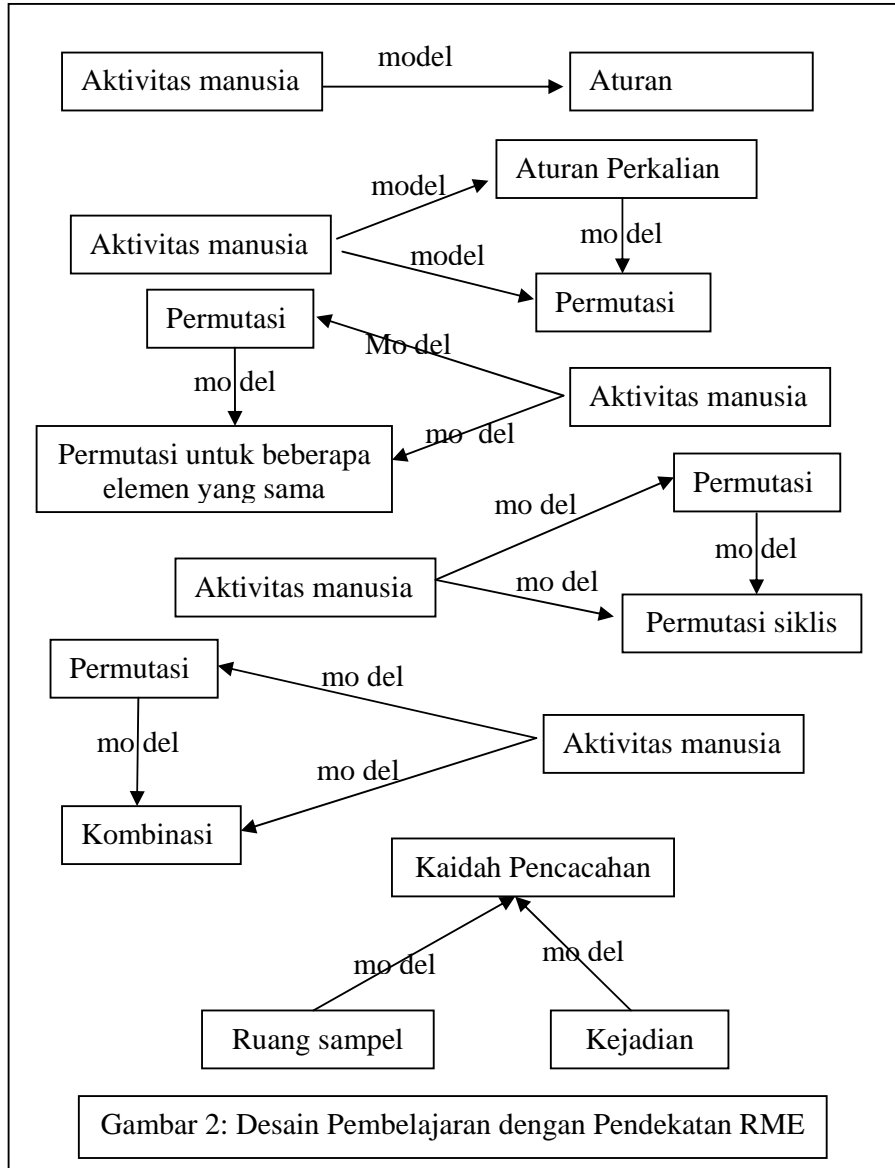 model
Aktivitas manusia
Aturan
Aturan Perkalian
model
mo del
Aktivitas manusia
model
Permutasi
Permutasi
Mo del
mo del
Aktivitas manusia
mo del
Permutasi untuk beberapa
elemen yang sama
Permutasi
mo del
mo del
Aktivitas manusia
mo del
Permutasi siklis
Permutasi
mo del
mo del
Aktivitas manusia
mo del
Kombinasi
Kaidah Pencacahan
mo del
mo del
Ruang sampel
Kejadian
Gambar 2: Desain Pembelajaran dengan Pendekatan RME